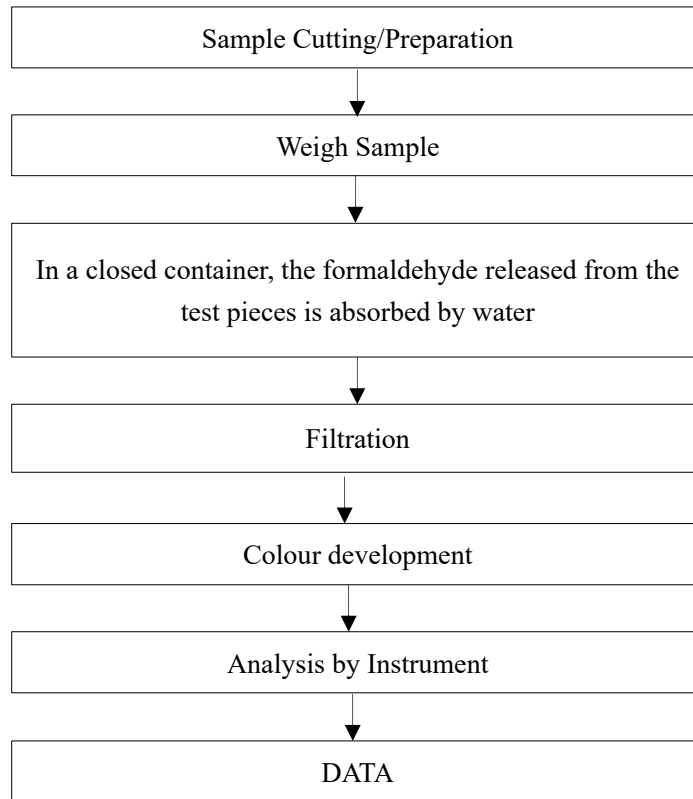 Sample Cutting/Preparation
Weigh Sample
In a closed container, the formaldehyde released from the
test pieces is absorbed by water
Filtration
Colour development
Analysis by Instrument
DATA